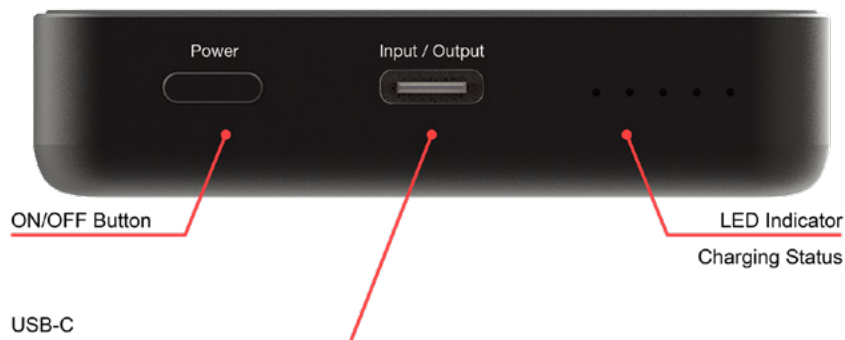 Power
Input / Output
ON/OFF Button
LED Indicator
Charging Status
USB-C